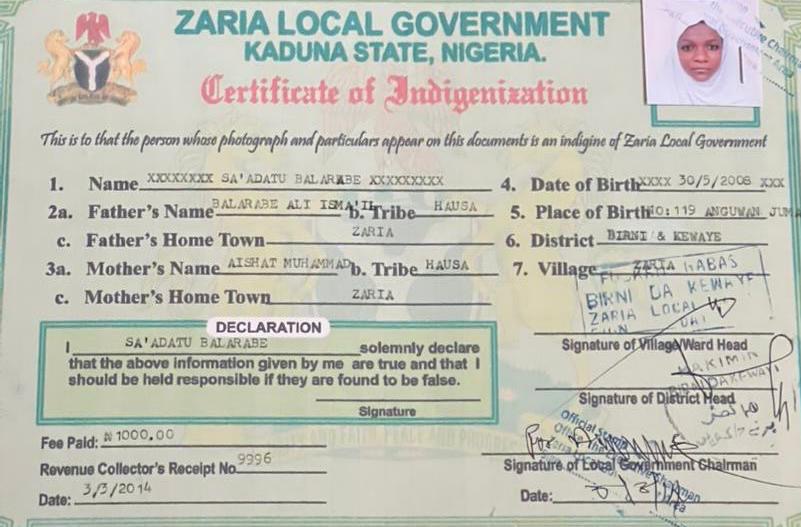 ZARIA LOCAL GOVERNMENT
KADUNA STATE, NIGERIA.
Certificate of Indigenization
This is to that the person whose photograph and particulars appear on this documents is an indigine of Zaria Local Government
1. Name XXXXXXXX SA'ADATU BALARABE XXXXXXXXX
2a. Father's Name BALARABE ALI ISMA'IL b. Tribe HAUSA
c. Father's Home Town ZARIA
3a. Mother's Name AISHAT MUHAMMAD b. Tribe HAUSA
c. Mother's Home Town ZARIA
4. Date of Birth XXXX 30/5/2008 XXX
5. Place of Birth NO:119 ANGUWAN JUMA
6. District BIRNI & KEWAYE
7. Village ZARIA
GABAS
BIRNI DA KEWAYE
ZARIA LOCAL
Signature of Village/Ward Head
HAKIMIN
Signature of District Head
Signature of Local Government Chairman
Date:
DECLARATION
I SA'ADATU BALARABE solemnly declare
that the above information given by me are true and that I
should be held responsible if they are found to be false.
Signature
Fee Paid: ₦1000.00
Revenue Collector's Receipt No 9996
Date: 3/3/2014
Official Stamp